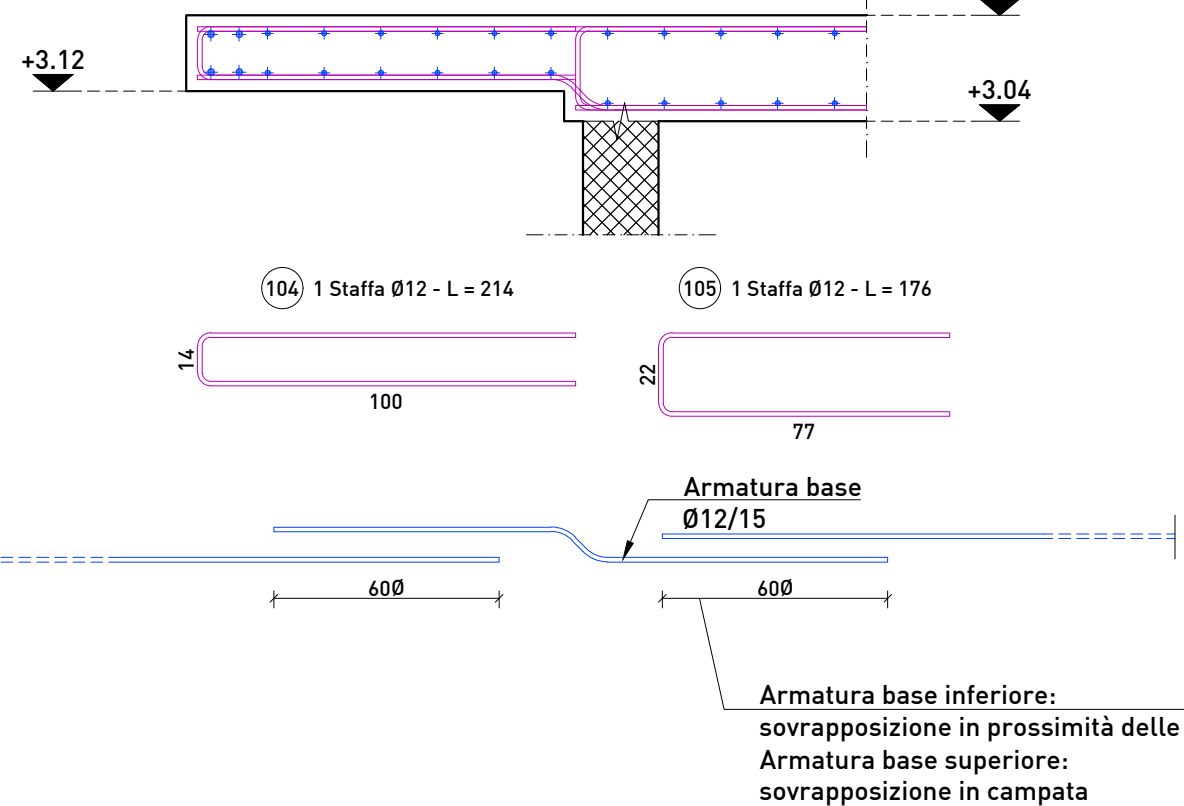 +3.12
+3.04
104 1 Staffa Ø12 - L = 214
105 1 Staffa Ø12 - L = 176
14
100
22
77
Armatura base
Ø12/15
60Ø
60Ø
Armatura base inferiore:
sovrapposizione in prossimità delle
Armatura base superiore:
sovrapposizione in campata